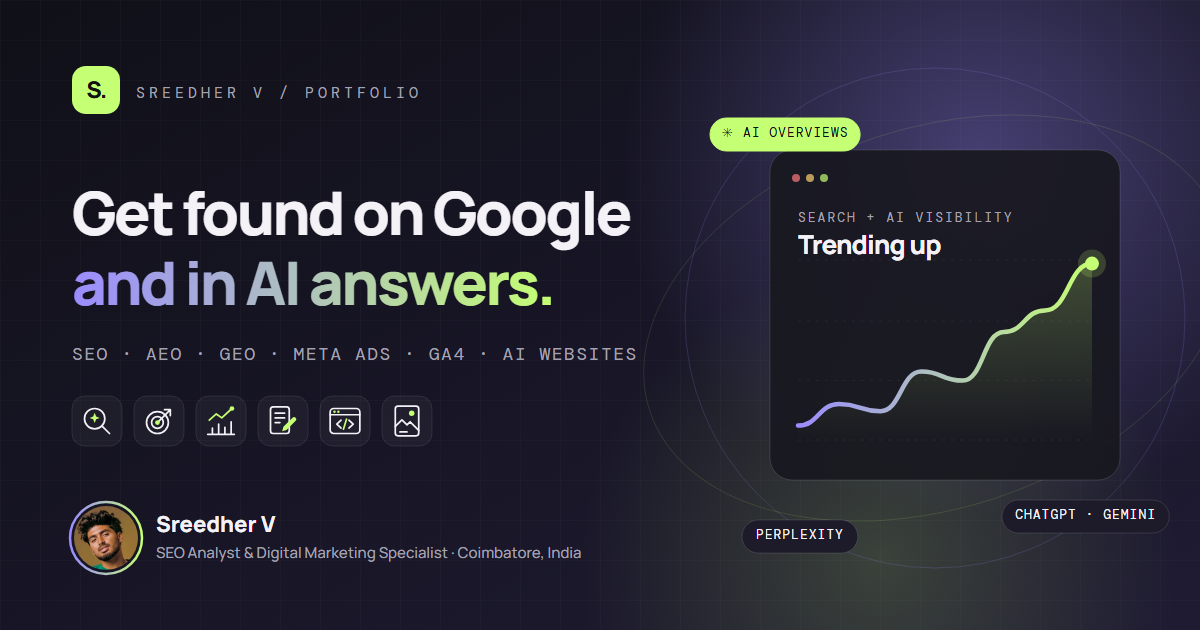 S.
SREEDHER V / PORTFOLIO
Get found on Google
and in AI answers.
SEO · AEO · GEO · META ADS · GA4 · AI WEBSITES
Sreedher V
SEO Analyst & Digital Marketing Specialist · Coimbatore, India
✳ AI OVERVIEWS
SEARCH + AI VISIBILITY
Trending up
PERPLEXITY
CHATGPT · GEMINI